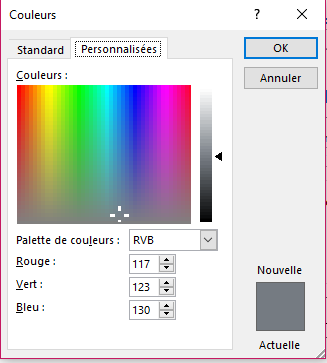 Couleurs
?
Standard
Personnalisées
OK
Annuler
Couleurs :
Palette de couleurs : RVB
Rouge : 117
Vert : 123
Bleu : 130
Nouvelle
Actuelle